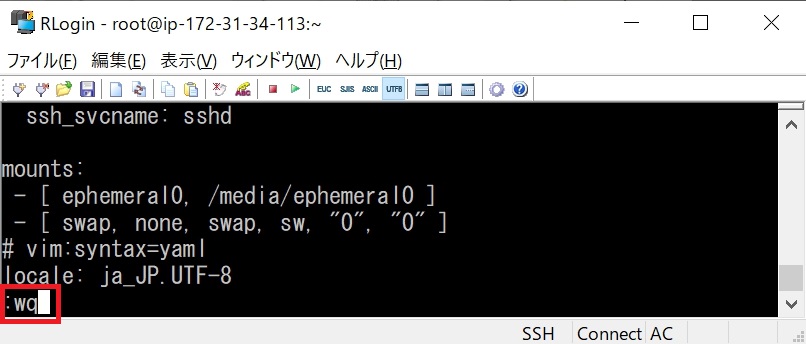 RLogin - root@ip-172-31-34-113:~
ファイル(F) 編集(E) 表示(V) ウィンドウ(W) ヘルプ(H)
EUC SJIS ASCII UTF8
ssh_svcname: sshd
mounts:
- [ ephemeral0, /media/ephemeral0 ]
- [ swap, none, swap, sw, "0", "0" ]
# vim:syntax=yaml
locale: ja_JP.UTF-8
:wq
SSH Connect AC